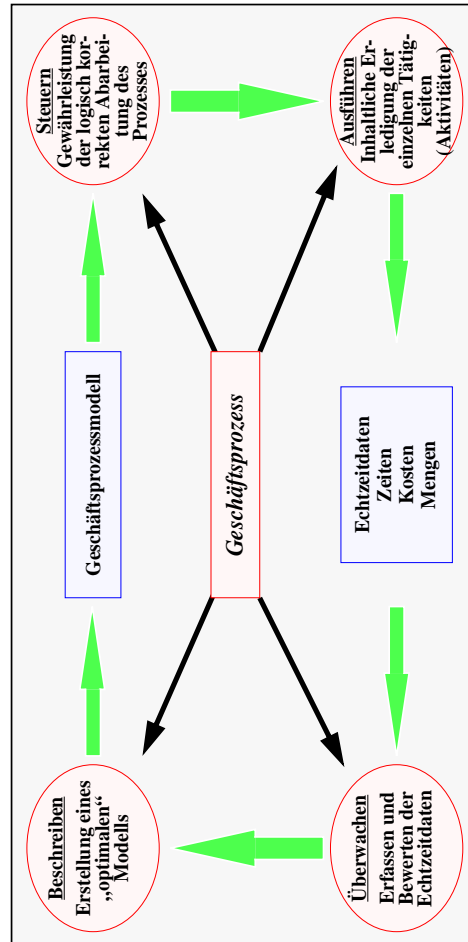 Beschreiben
Erstellung eines
„optimalen“
Modells
Geschäftsprozessmodell
Steuern
Gewährleistung
der logisch kor-
rekten Abarbei-
tung des
Prozesses
Geschäftsprozess
Überwachen
Erfassen und
Bewerten der
Echtzeitdaten
Echtzeitdaten
Zeiten
Kosten
Mengen
Ausführen
Inhaltliche Er-
ledigung der
einzelnen Tätig-
keiten
(Aktivitäten)